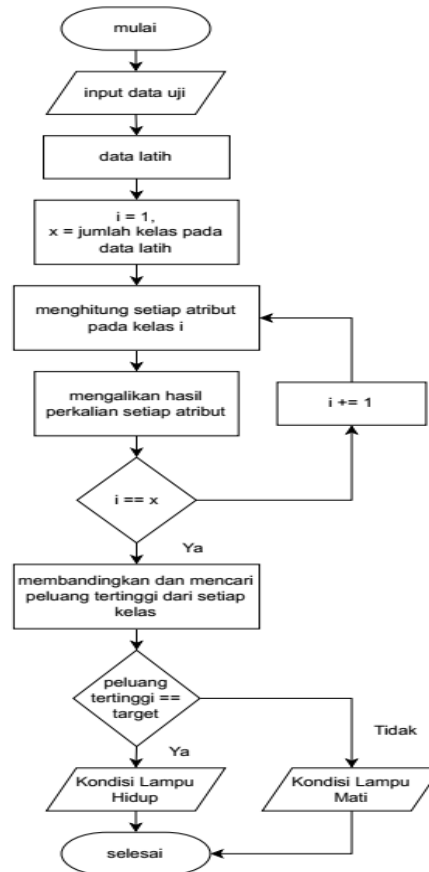 mulai
input data uji
data latih
i = 1,
x = jumlah kelas pada
data latih
menghitung setiap atribut
pada kelas i
mengalikan hasil
perkalian setiap atribut
i += 1
i == x
Ya
membandingkan dan mencari
peluang tertinggi dari setiap
kelas
peluang
tertinggi ==
target
Tidak
Ya
Kondisi Lampu
Hidup
Kondisi Lampu
Mati
selesai